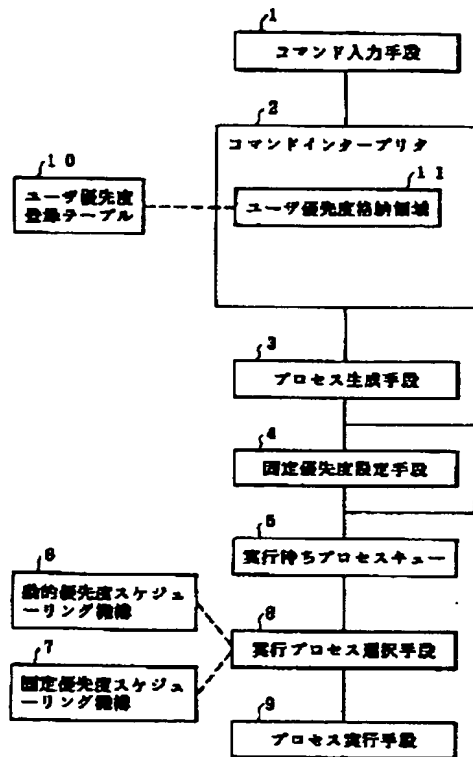 1
コマンド入力手段
2
コマンドインタープリタ
10
ユーザ優先度
登録テーブル
11
ユーザ優先度格納領域
3
プロセス生成手段
4
固定優先度設定手段
5
実行待ちプロセスキュー
6
動的優先度スケジュ
ーリング機構
8
実行プロセス選択手段
7
固定優先度スケジュ
ーリング機構
9
プロセス実行手段